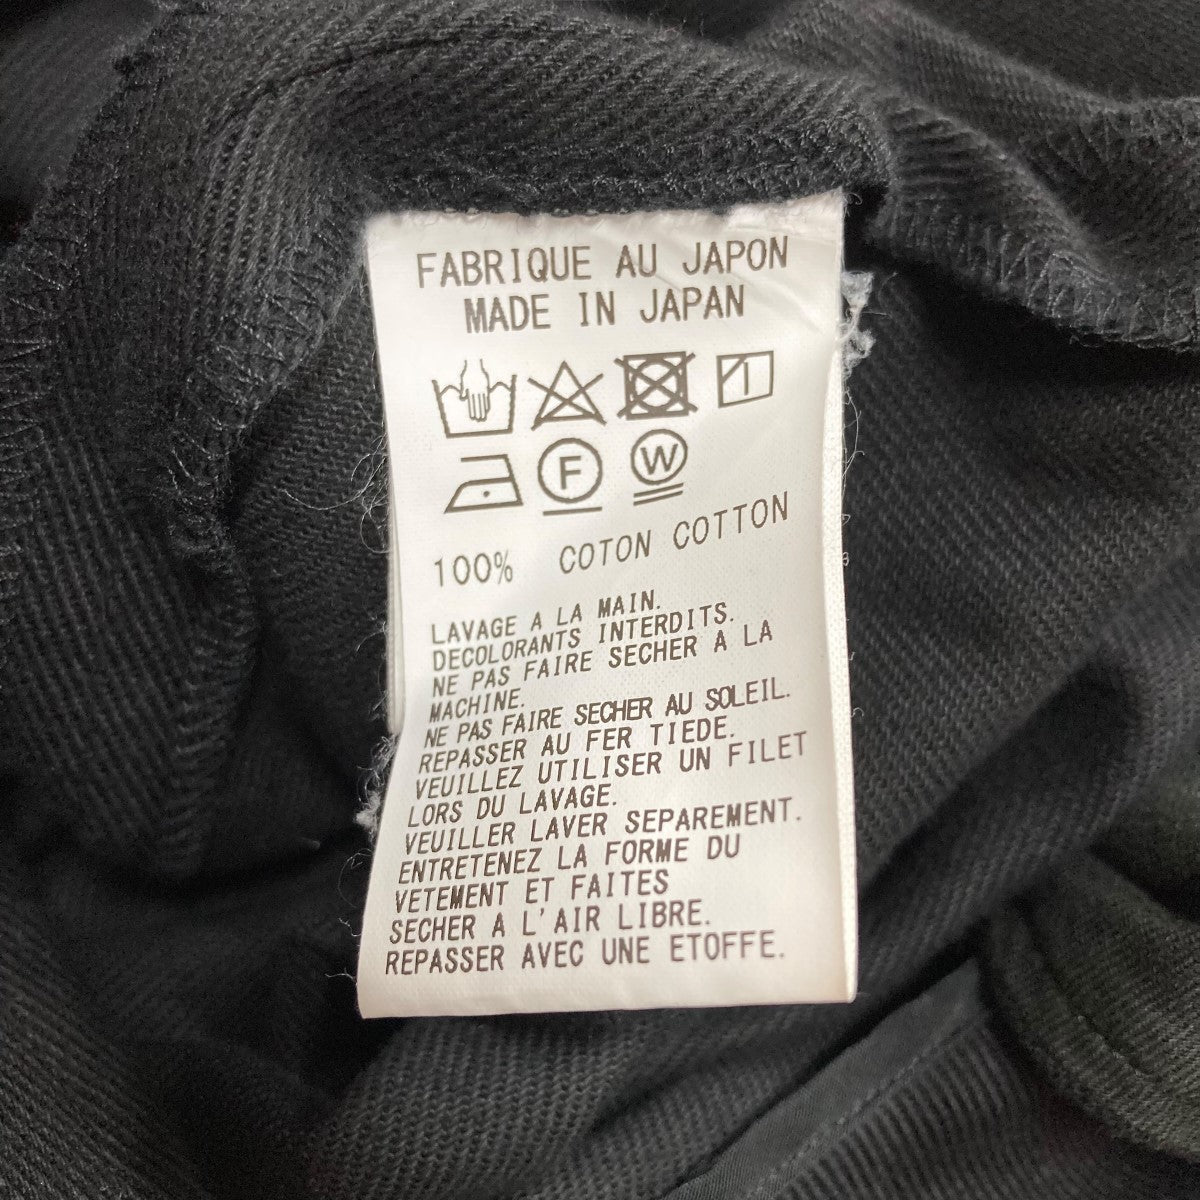 FABRIQUE AU JAPON
MADE IN JAPAN
F W
100% COTON COTTON
LAVAGE A LA MAIN.
DECOLORANTS INTERDITS.
NE PAS FAIRE SECHER A LA
MACHINE.
NE PAS FAIRE SECHER AU SOLEIL.
REPASSER AU FER TIEDE.
VEUILLEZ UTILISER UN FILET
LORS DU LAVAGE.
VEUILLER LAVER SEPAREMENT.
ENTRETENEZ LA FORME DU
VETEMENT ET FAITES
SECHER A L'AIR LIBRE.
REPASSER AVEC UNE ETOFFE.